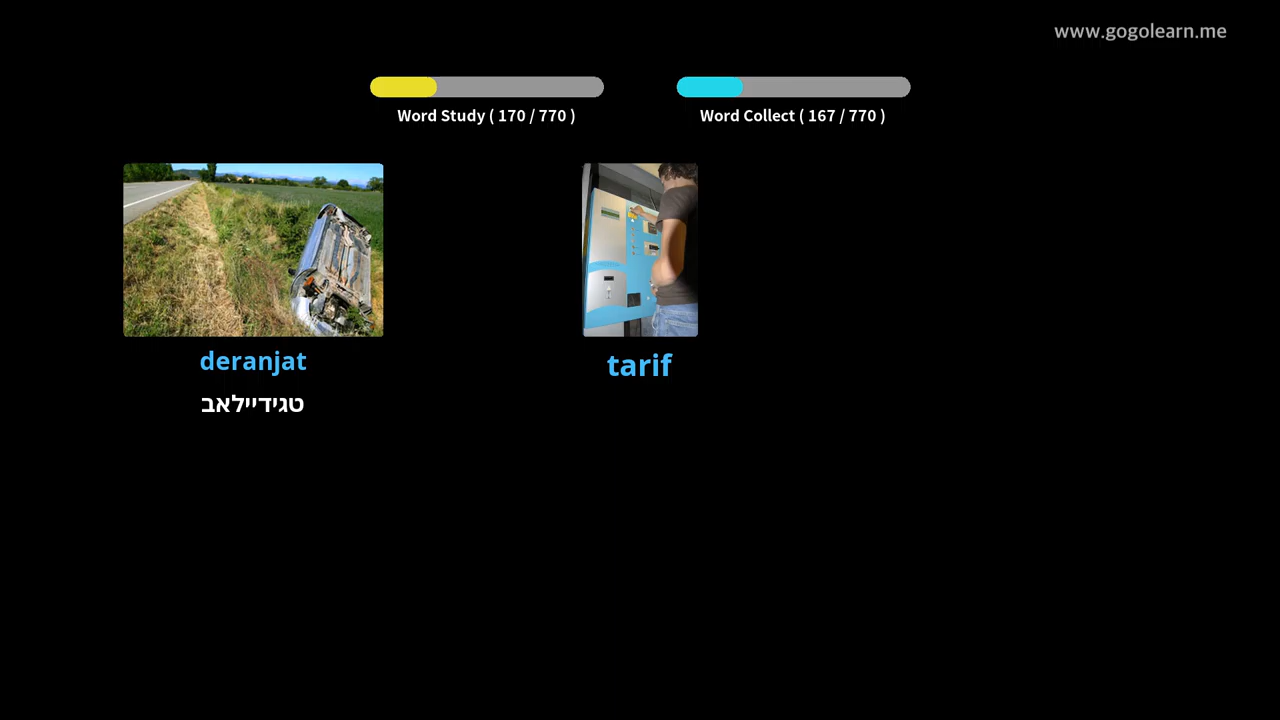 www.gogolearn.me
Word Study ( 170 / 770 )
Word Collect ( 167 / 770 )
deranjat
טגידיילאב
tarif